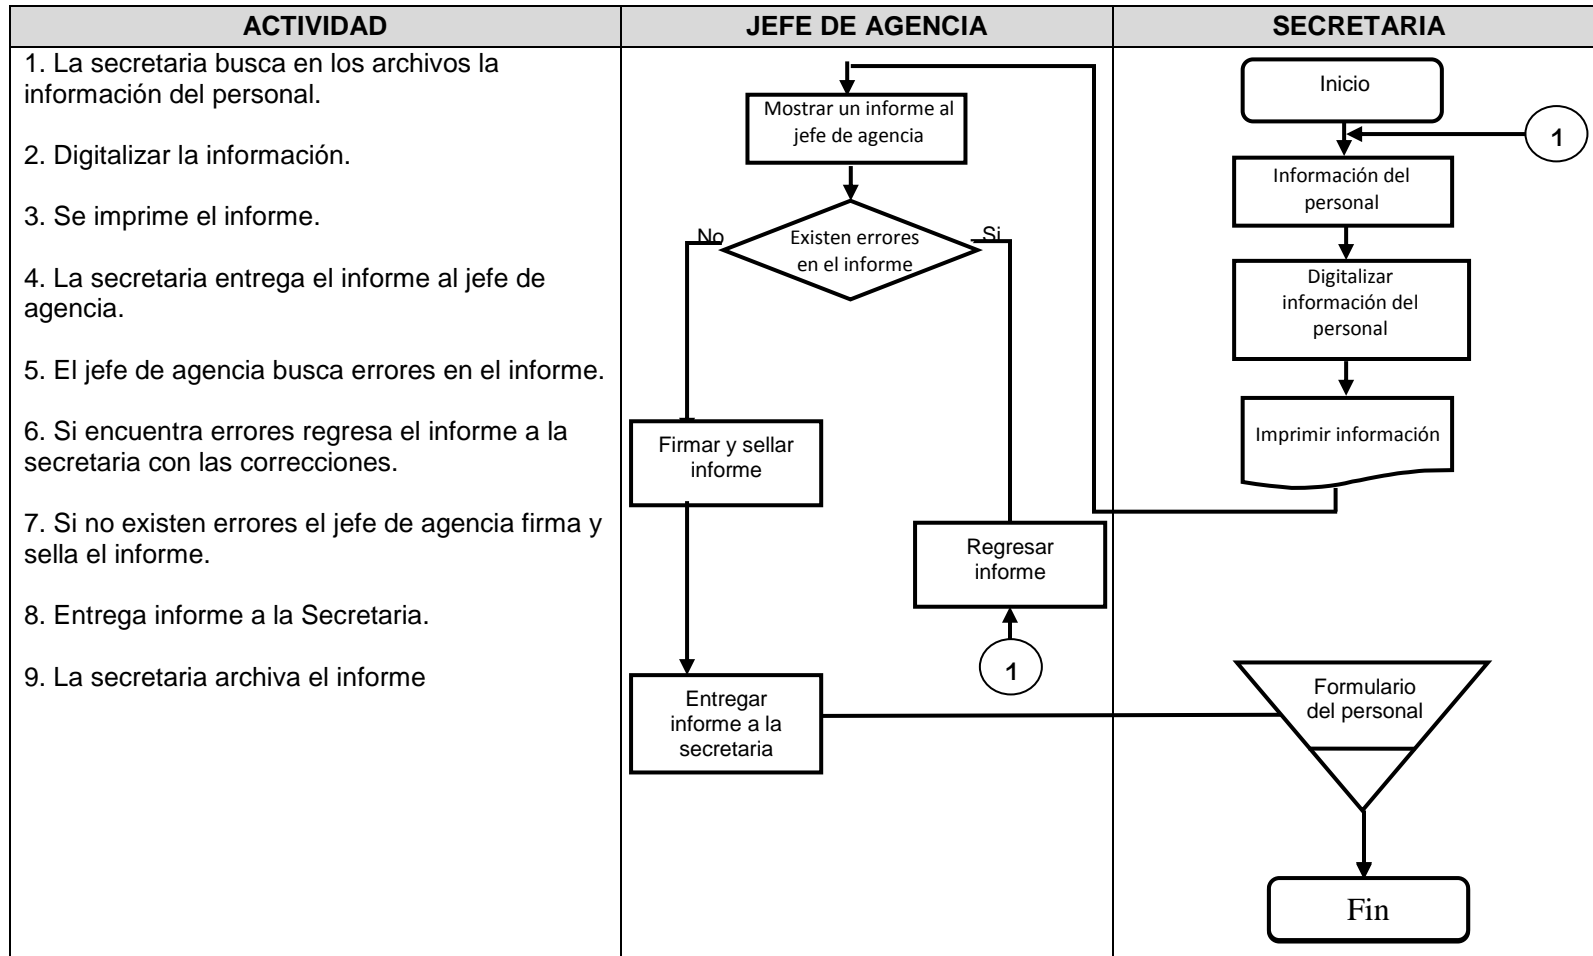 ACTIVIDAD
JEFE DE AGENCIA
SECRETARIA
1. La secretaria busca en los archivos la
información del personal.
2. Digitalizar la información.
3. Se imprime el informe.
4. La secretaria entrega el informe al jefe de
agencia.
5. El jefe de agencia busca errores en el informe.
6. Si encuentra errores regresa el informe a la
secretaria con las correcciones.
7. Si no existen errores el jefe de agencia firma y
sella el informe.
8. Entrega informe a la Secretaria.
9. La secretaria archiva el informe
Mostrar un informe al
jefe de agencia
No
Existen errores
en el informe
Si
Firmar y sellar
informe
Regresar
informe
1
Entregar
informe a la
secretaria
Inicio
1
Información del
personal
Digitalizar
información del
personal
Imprimir información
Formulario
del personal
Fin